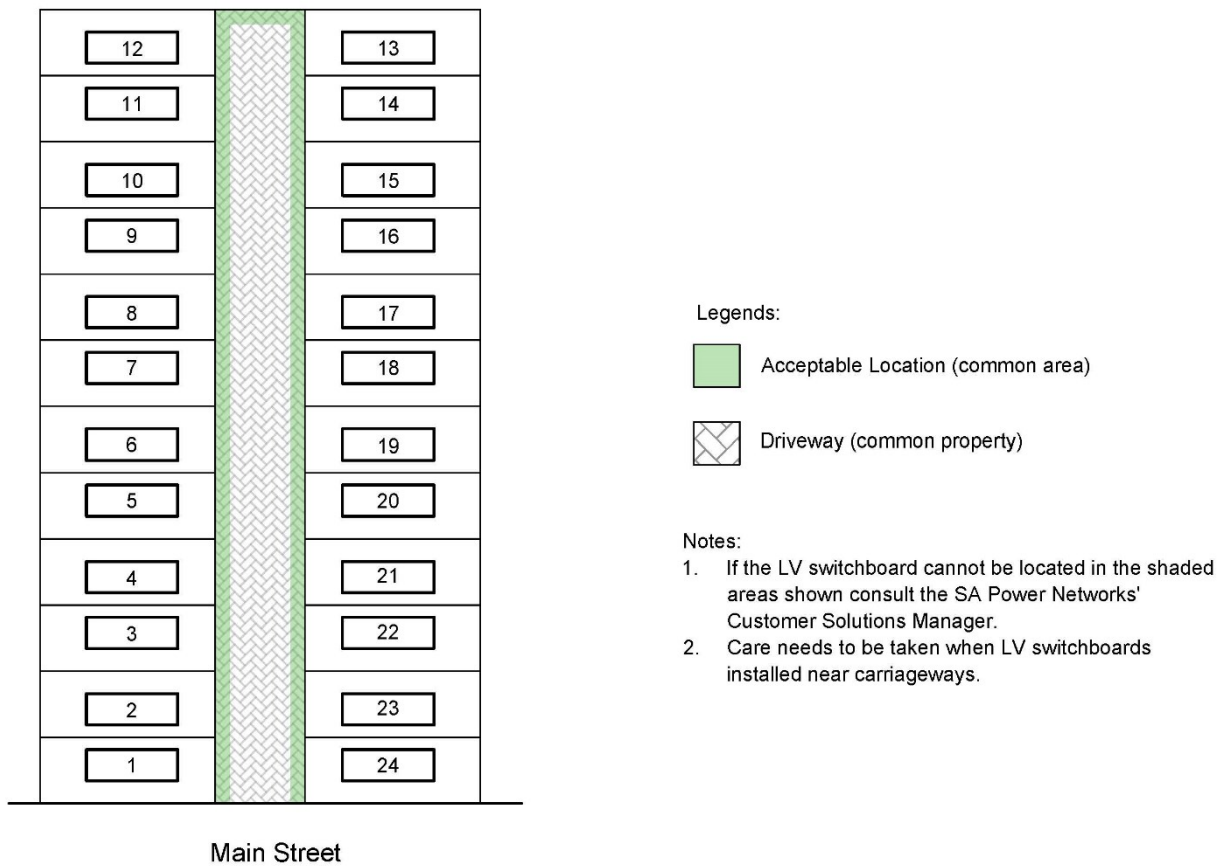 12
13
11
14
10
15
9
16
8
17
7
18
6
19
5
20
4
21
3
22
2
23
1
24
Main Street
Legends:
Acceptable Location (common area)
Driveway (common property)
Notes:
1. If the LV switchboard cannot be located in the shaded
areas shown consult the SA Power Networks'
Customer Solutions Manager.
2. Care needs to be taken when LV switchboards
installed near carriageways.